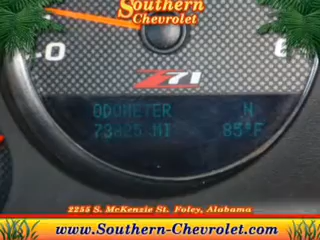 Southern
Chevrolet
Z71
ODOMETER N
73825 MI 85°F
2255 S. McKenzie St. Foley, Alabama
www.Southern-Chevrolet.com